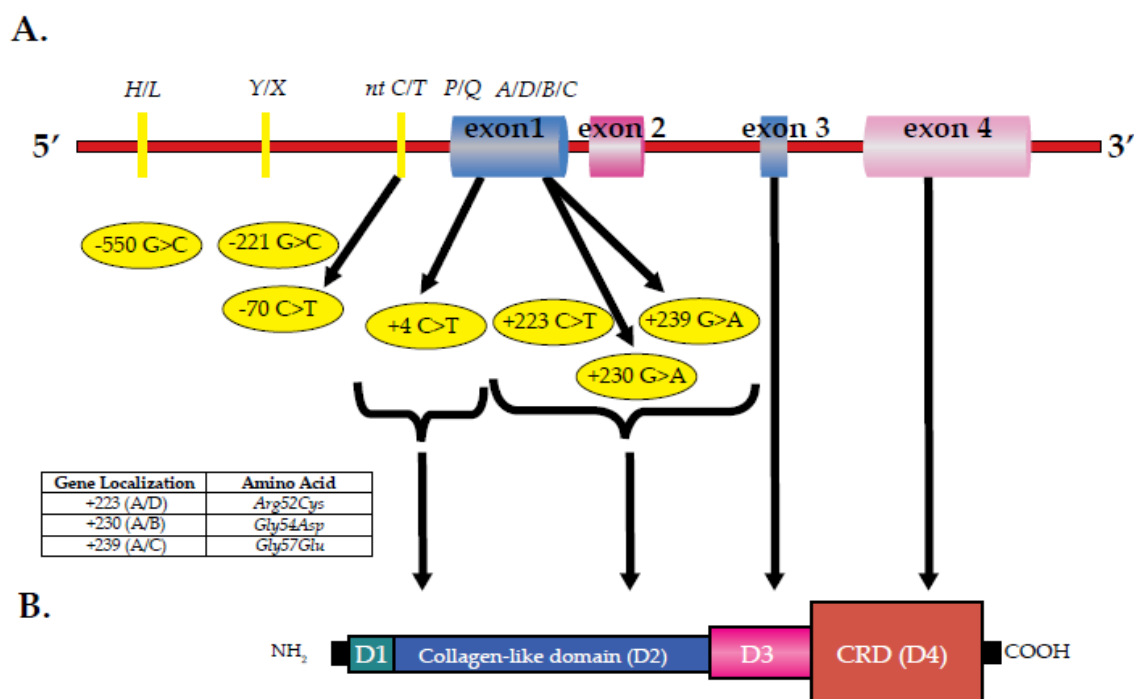 A.
H/L Y/X nt C/T P/Q A/D/B/C
5′ exon1 exon 2 exon 3 exon 4 3′
-550 G>C -221 G>C
-70 C>T
+4 C>T +223 C>T +239 G>A
+230 G>A
Gene Localization Amino Acid
+223 (A/D) Arg52Cys
+230 (A/B) Gly54Asp
+239 (A/C) Gly57Glu
B.
NH2 D1 Collagen-like domain (D2) D3 CRD (D4) COOH